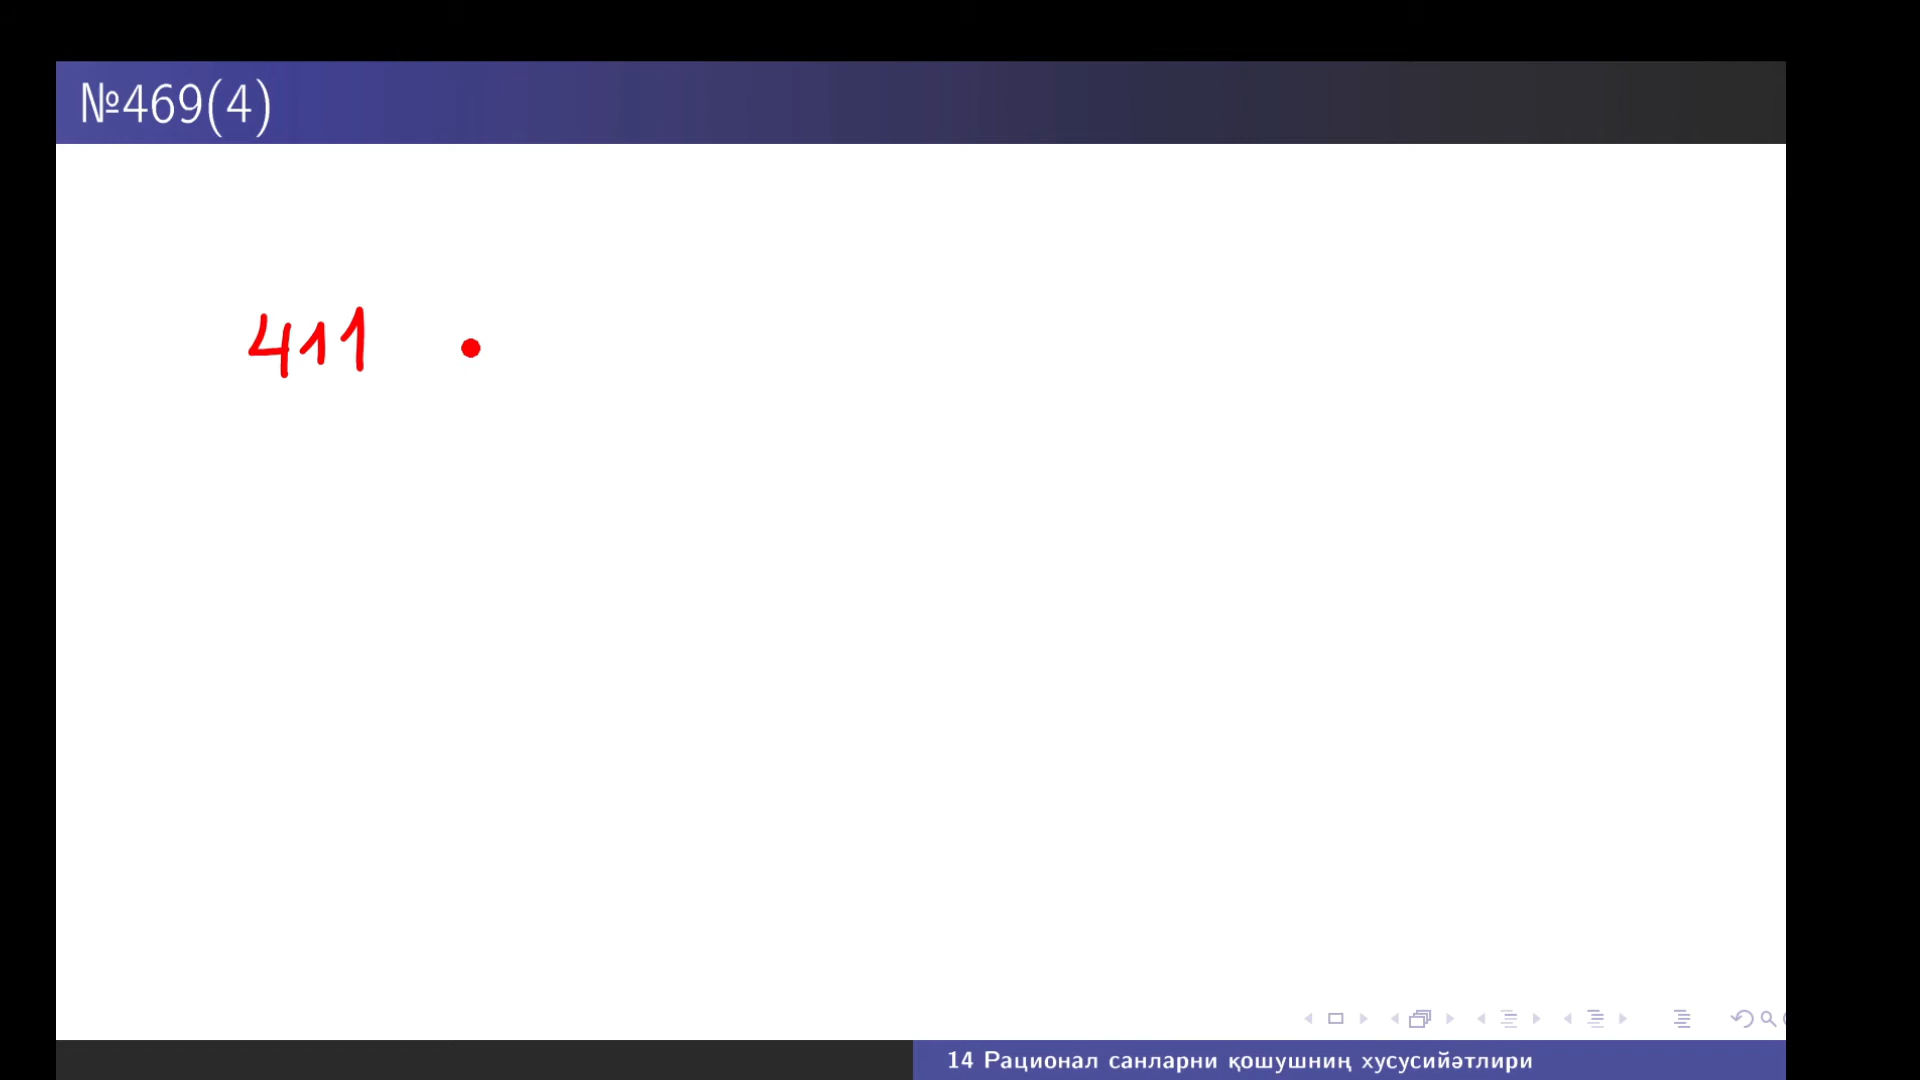 №469(4)
411
14 Рационал санларни қошушниң хусусийәтлири